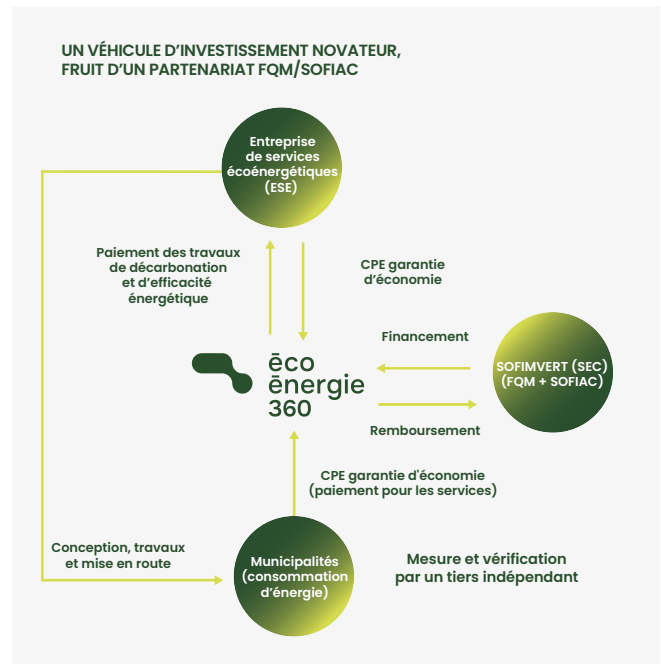 UN VÉHICULE D'INVESTISSEMENT NOVATEUR,
FRUIT D'UN PARTENARIAT FQM/SOFIAC
Entreprise
de services
écoénergétiques
(ESE)
Paiement des travaux
de décarbonation
et d'efficacité
énergétique
CPE garantie
d'économie
Financement
ēco
ēnergie
360
SOFIMVERT (SEC)
(FQM + SOFIAC)
Remboursement
CPE garantie d'économie
(paiement pour les services)
Conception, travaux
et mise en route
Municipalités
(consommation
d'énergie)
Mesure et vérification
par un tiers indépendant